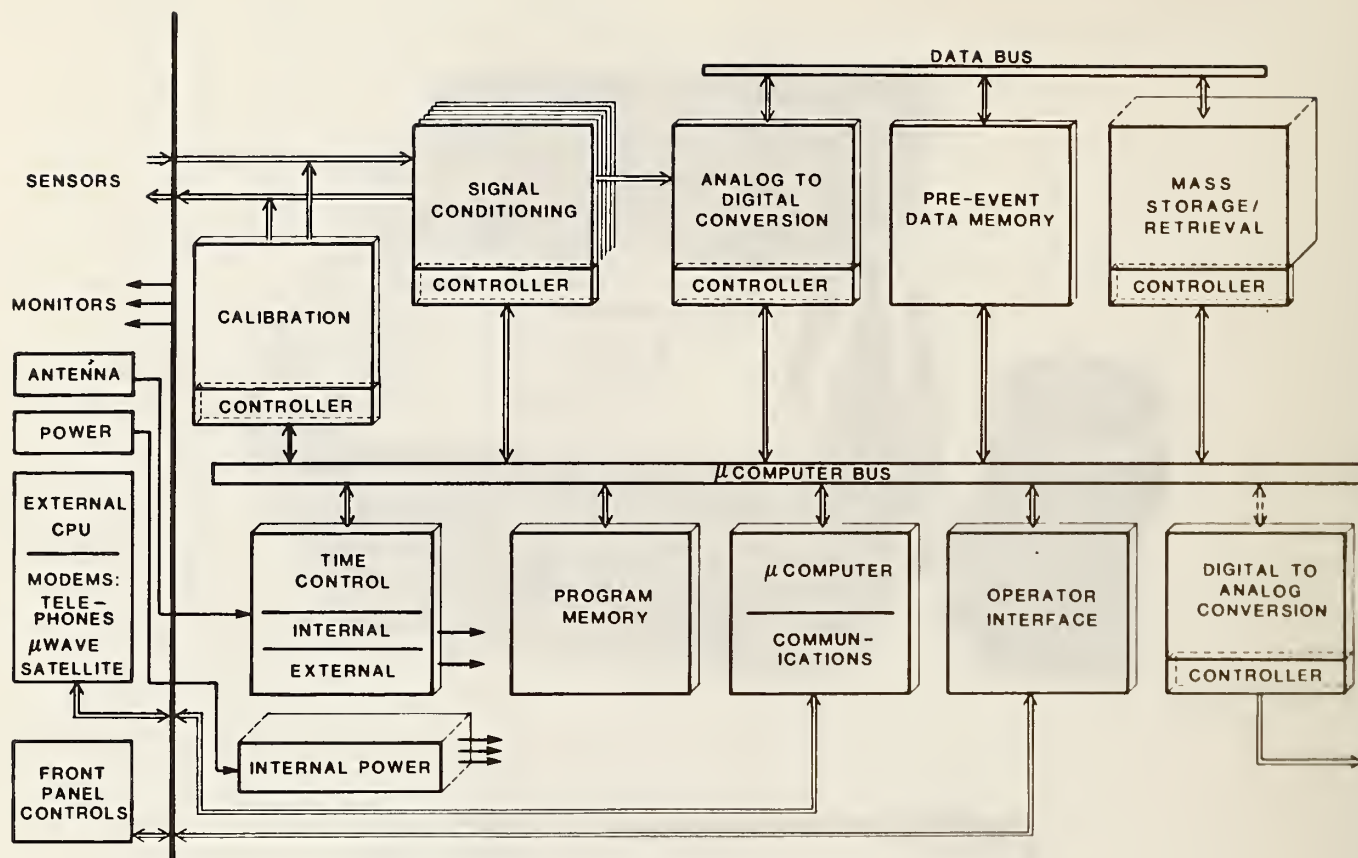 DATA BUS
SENSORS
SIGNAL
CONDITIONING
CONTROLLER
ANALOG TO
DIGITAL
CONVERSION
CONTROLLER
PRE-EVENT
DATA MEMORY
MASS
STORAGE/
RETRIEVAL
CONTROLLER
MONITORS
CALIBRATION
CONTROLLER
ANTENNA
POWER
μCOMPUTER BUS
EXTERNAL
CPU
MODEMS:
TELE-
PHONES
μWAVE
SATELLITE
TIME
CONTROL
INTERNAL
EXTERNAL
PROGRAM
MEMORY
μCOMPUTER
COMMUN-
ICATIONS
OPERATOR
INTERFACE
DIGITAL TO
ANALOG
CONVERSION
CONTROLLER
INTERNAL POWER
FRONT
PANEL
CONTROLS